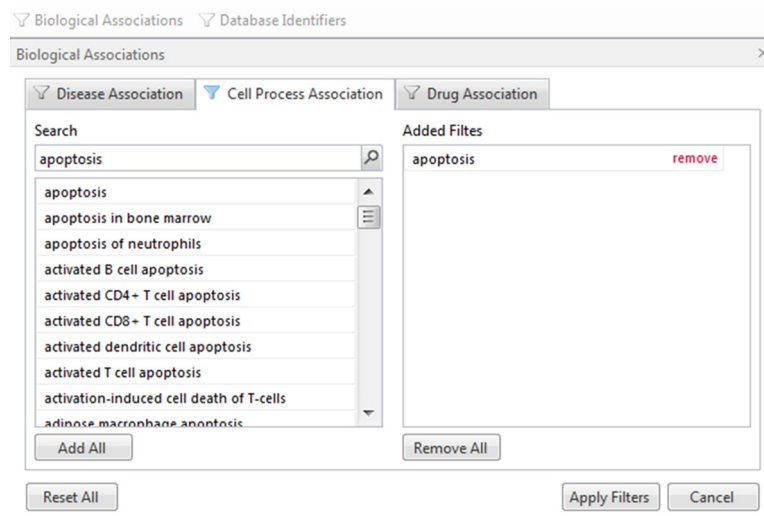 Biological Associations Database Identifiers
Biological Associations
Disease Association Cell Process Association Drug Association
Search Added Filtes
apoptosis apoptosis remove
apoptosis
apoptosis in bone marrow
apoptosis of neutrophils
activated B cell apoptosis
activated CD4+ T cell apoptosis
activated CD8+ T cell apoptosis
activated dendritic cell apoptosis
activated T cell apoptosis
activation-induced cell death of T-cells
adipose macrophage apoptosis
Add All Remove All
Reset All Apply Filters Cancel